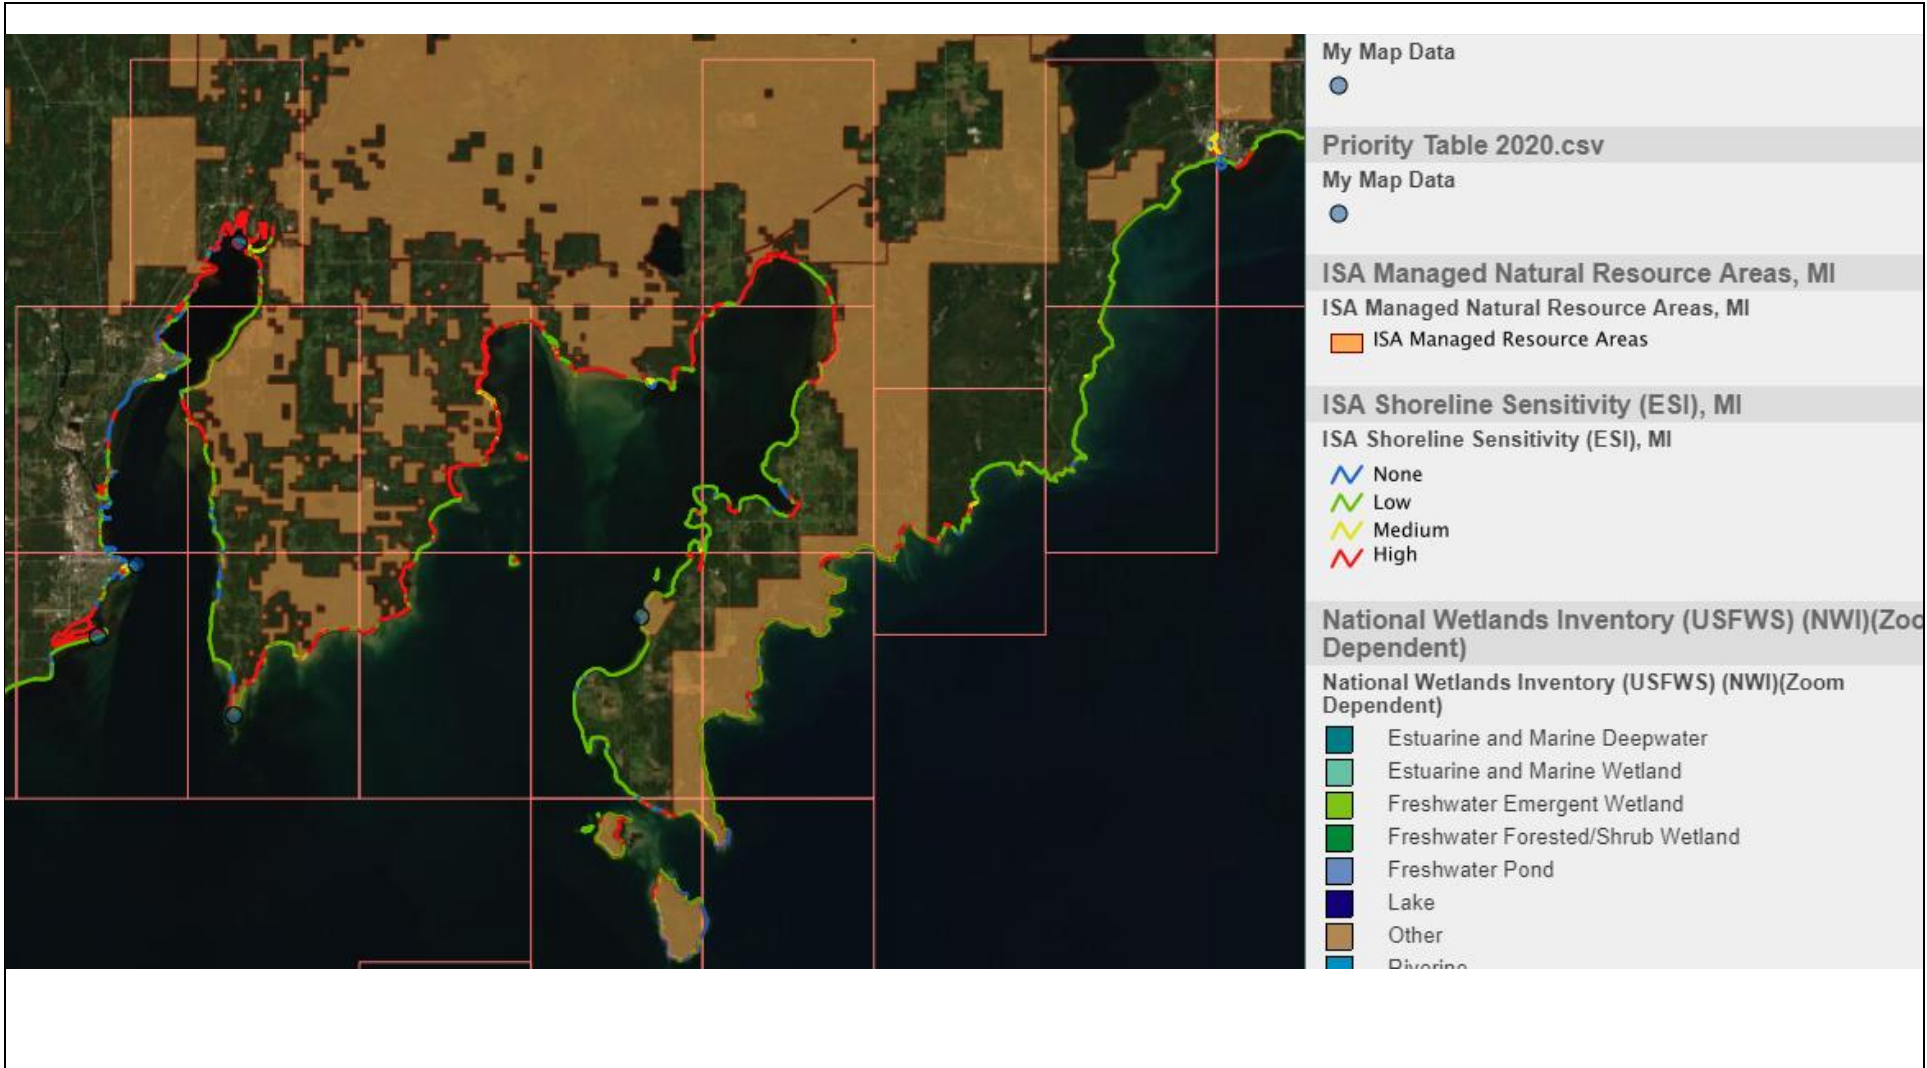 My Map Data
Priority Table 2020.csv
My Map Data
ISA Managed Natural Resource Areas, MI
ISA Managed Natural Resource Areas, MI
ISA Managed Resource Areas
ISA Shoreline Sensitivity (ESI), MI
ISA Shoreline Sensitivity (ESI), MI
None
Low
Medium
High
National Wetlands Inventory (USFWS) (NWI)(Zoo
Dependent)
National Wetlands Inventory (USFWS) (NWI)(Zoom
Dependent)
Estuarine and Marine Deepwater
Estuarine and Marine Wetland
Freshwater Emergent Wetland
Freshwater Forested/Shrub Wetland
Freshwater Pond
Lake
Other
Riverine